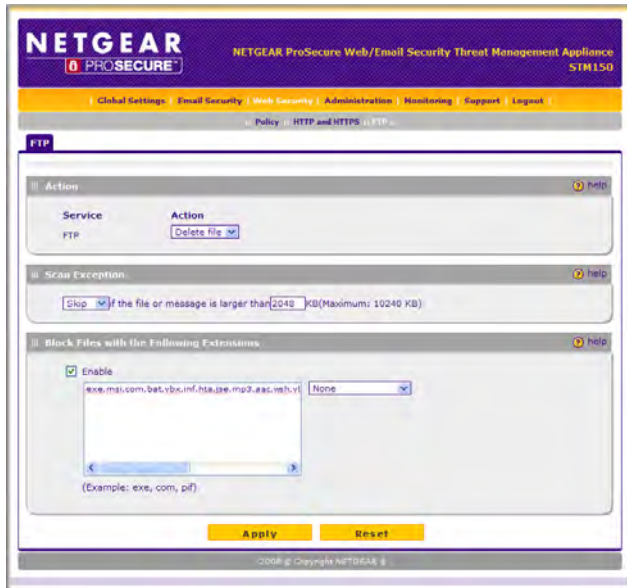 NETGEAR
PROSECURE
NETGEAR ProSecure Web/Email Security Threat Management Appliance
STM150
Global Settings | Email Security | Web Security | Administration | Monitoring | Support | Logout
:: Policy :: HTTP and HTTPS :: FTP ::
FTP
Action
help
Service Action
FTP Delete file
Scan Exception
help
Skip if the file or message is larger than 2048 KB(Maximum: 10240 KB)
Block Files with the Following Extensions
help
Enable
exe,msi,com,bat,vbx,inf,hta,jse,mp3,aac,wsh,
None
(Example: exe, com, pif)
Apply Reset
2008 © Copyright NETGEAR ®